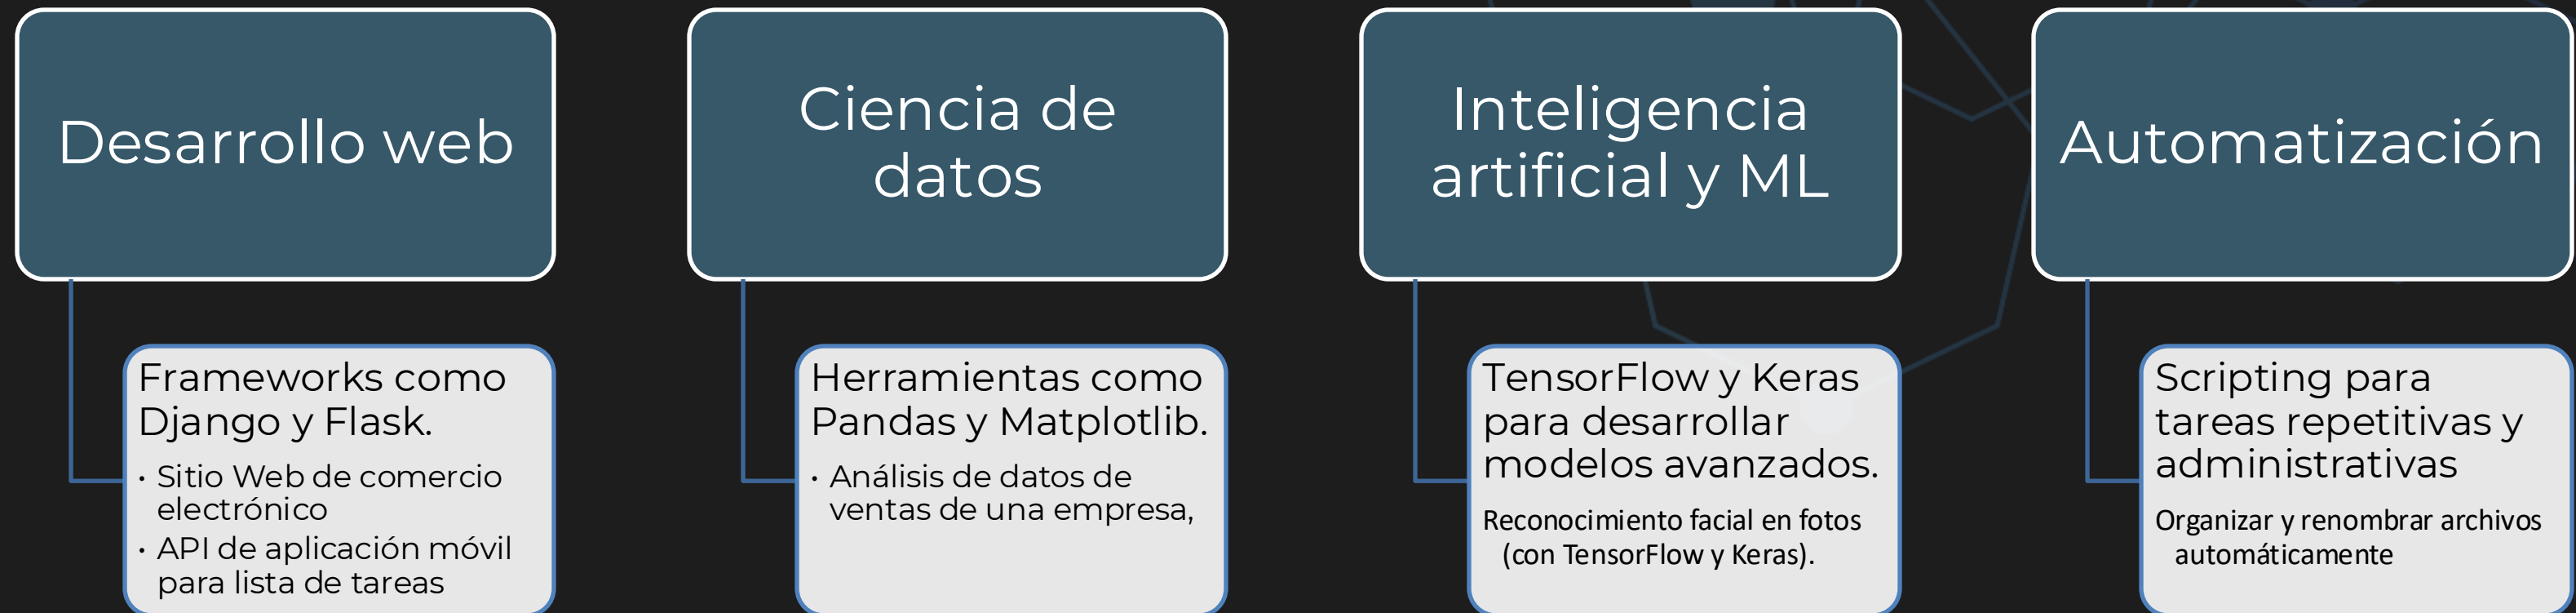 Desarrollo web
Frameworks como
Django y Flask.
• Sitio Web de comercio
electrónico
• API de aplicación móvil
para lista de tareas
Ciencia de
datos
Herramientas como
Pandas y Matplotlib.
• Análisis de datos de
ventas de una empresa,
Inteligencia
artificial y ML
TensorFlow y Keras
para desarrollar
modelos avanzados.
Reconocimiento facial en fotos
(con TensorFlow y Keras).
Automatización
Scripting para
tareas repetitivas y
administrativas
Organizar y renombrar archivos
automáticamente